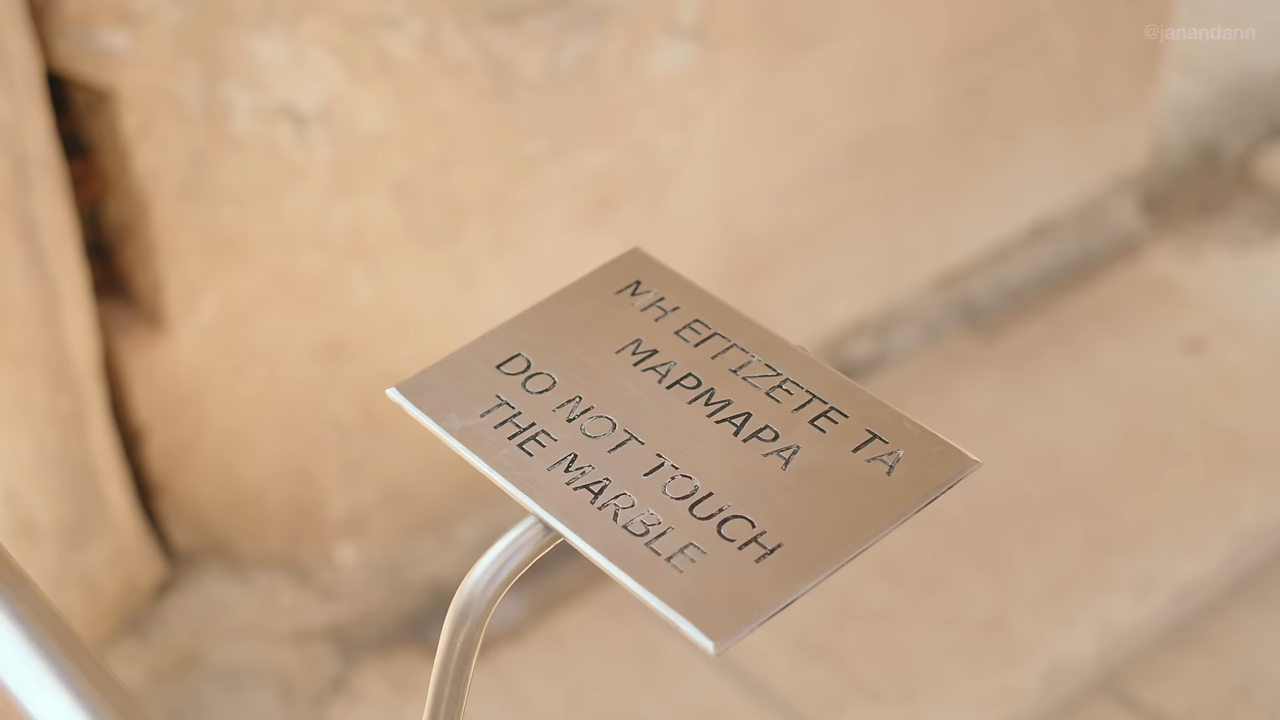 @janandann
ΜΗ ΕΓΓΙΖΕΤΕ ΤΑ
ΜΑΡΜΑΡΑ
DO NOT TOUCH
THE MARBLE